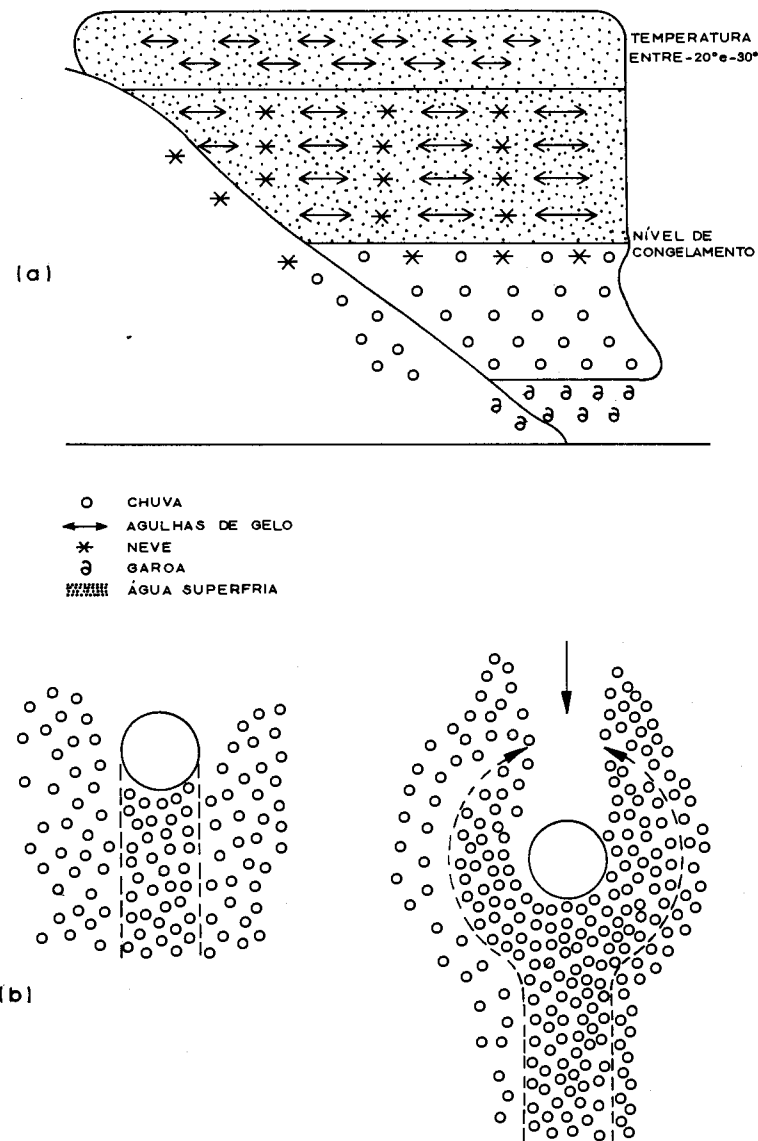 TEMPERATURA
ENTRE-20°e-30°
NÍVEL DE
CONGELAMENTO
(a)
CHUVA
AGULHAS DE GELO
NEVE
GAROA
ÁGUA SUPERFRIA
(b)